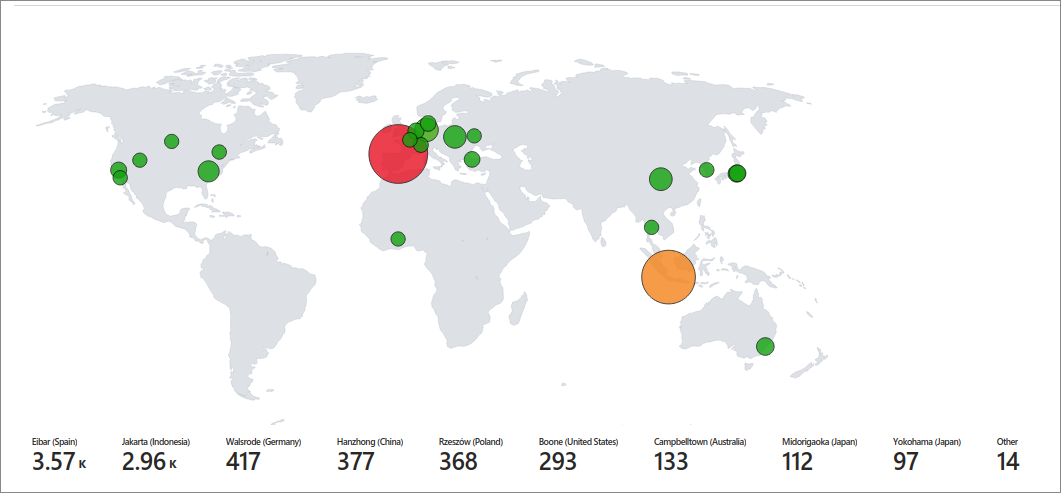 Eibar (Spain) Jakarta (Indonesia) Walsrode (Germany) Hanzhong (China) Rzeszów (Poland) Boone (United States) Campbelltown (Australia) Midorigaoka (Japan) Yokohama (Japan) Other
3.57 K 2.96 K 417 377 368 293 133 112 97 14